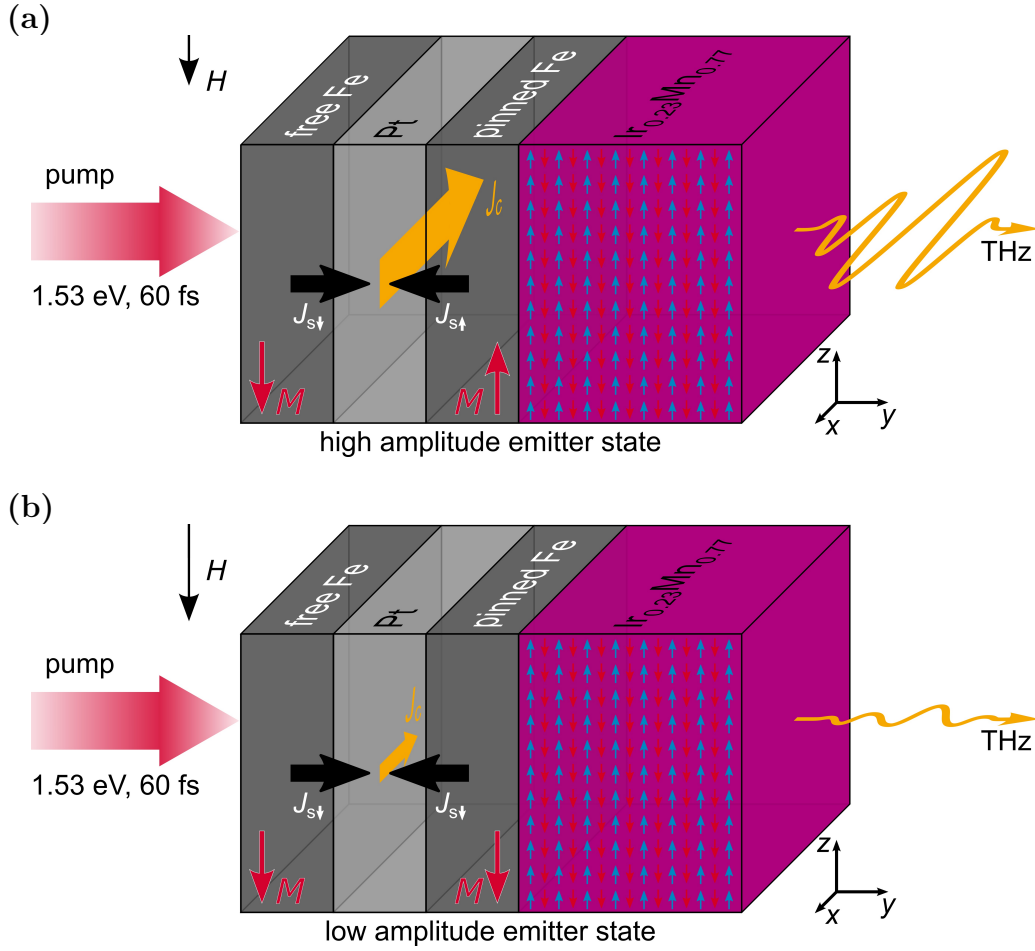 (a)
H
free Fe
Pt
pinned Fe
Ir0.23Mn0.77
pump
1.53 eV, 60 fs
Jc
Js↓
Js↑
M
M
THz
z
y
x
high amplitude emitter state
(b)
H
free Fe
Pt
pinned Fe
Ir0.23Mn0.77
pump
1.53 eV, 60 fs
Jc
Js↓
Js↓
M
M
THz
z
y
x
low amplitude emitter state